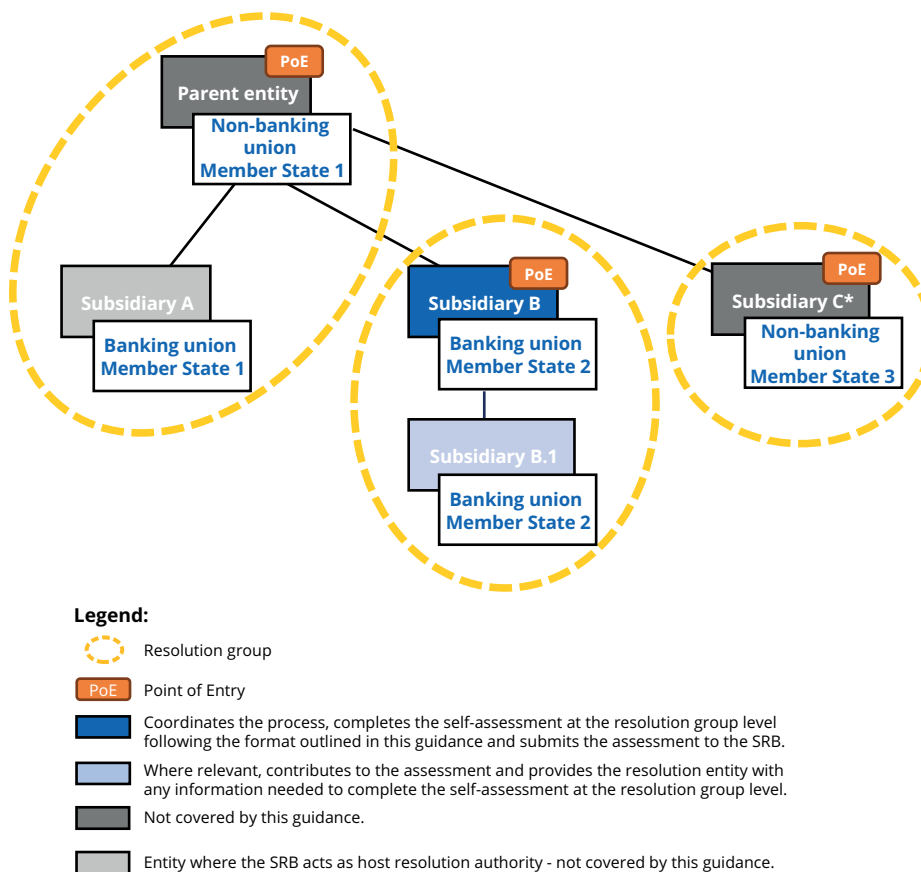 PoE
Parent entity
Non-banking
union
Member State 1
PoE
Subsidiary A
Banking union
Member State 1
Subsidiary B
Banking union
Member State 2
PoE
Subsidiary C*
Non-banking
union
Member State 3
Subsidiary B.1
Banking union
Member State 2
Legend:
Resolution group
PoE
Point of Entry
Coordinates the process, completes the self-assessment at the resolution group level
following the format outlined in this guidance and submits the assessment to the SRB.
Where relevant, contributes to the assessment and provides the resolution entity with
any information needed to complete the self-assessment at the resolution group level.
Not covered by this guidance.
Entity where the SRB acts as host resolution authority - not covered by this guidance.